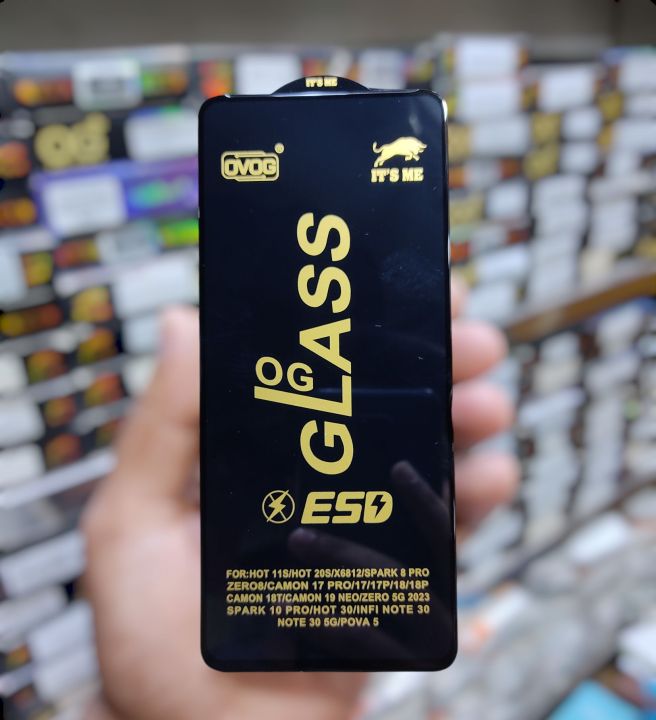 IT'S ME
OVOG
IT'S ME
OG
GLASS
ESD
FOR:HOT 11S/HOT 20S/X6812/SPARK 8 PRO
ZERO8/CAMON 17 PRO/17/17P/18/18P
CAMON 18T/CAMON 19 NEO/ZERO 5G 2023
SPARK 10 PRO/HOT 30/INFI NOTE 30
NOTE 30 5G/POVA 5
OG